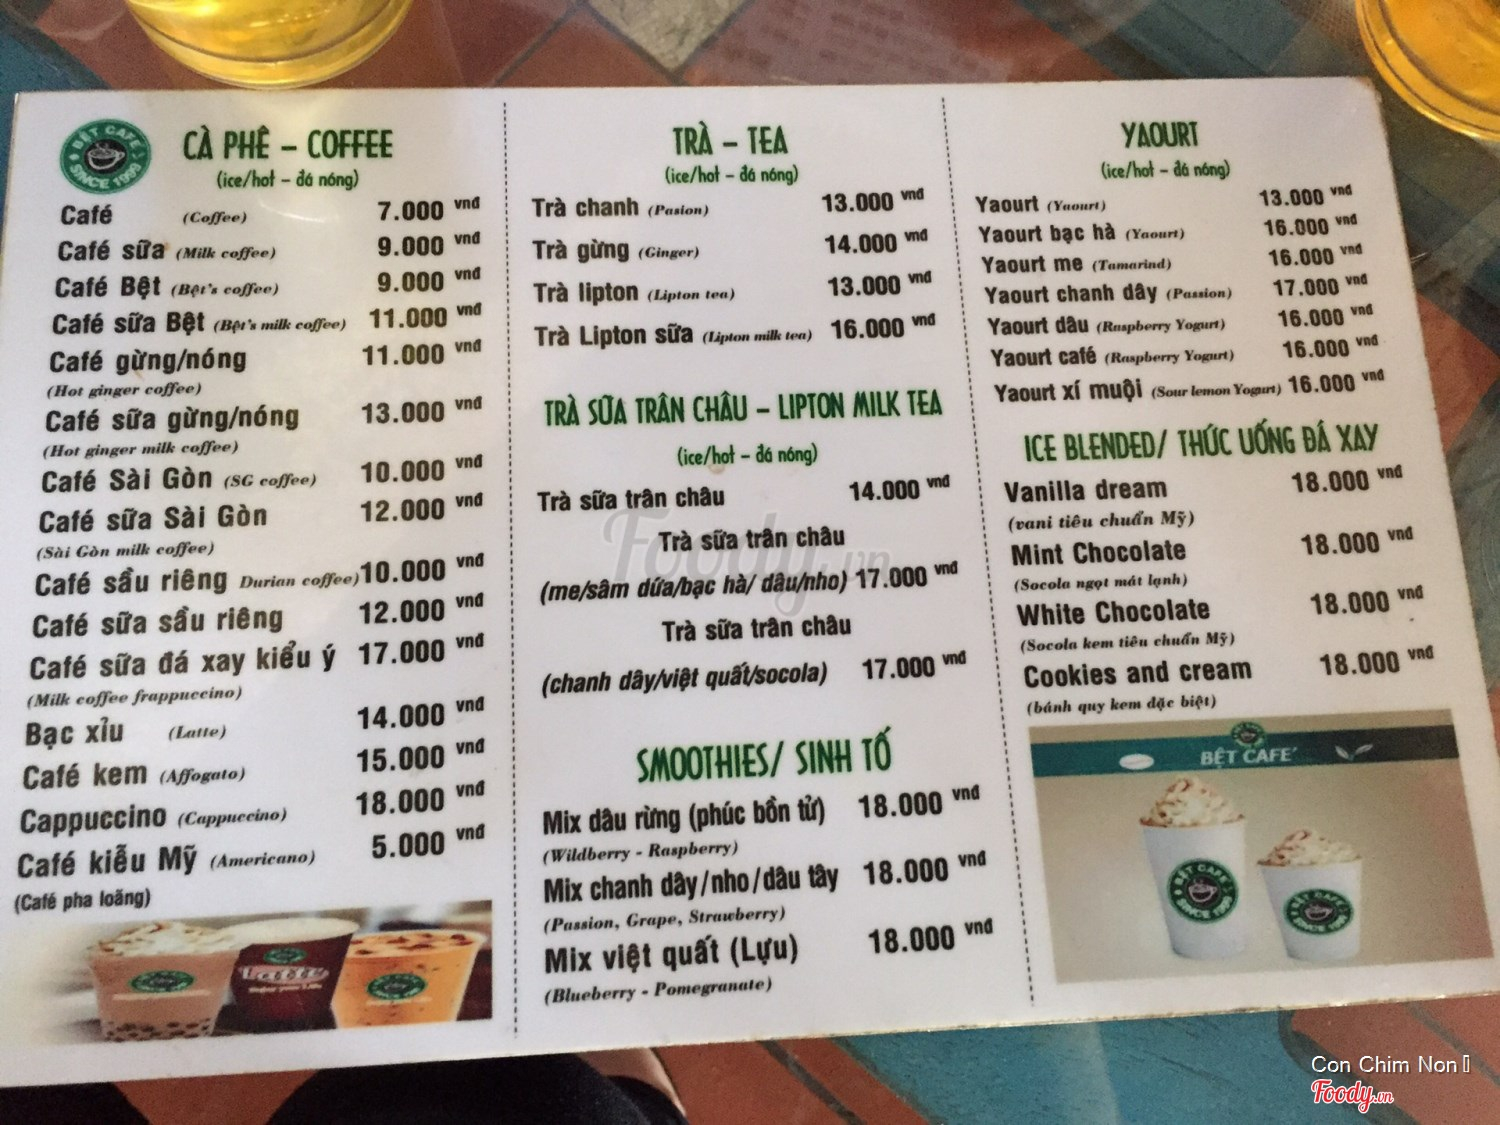 BỆT CAFE
SINCE 1999
CÀ PHÊ – COFFEE
(ice/hot – đá nóng)
Café (Coffee) 7.000 vnđ
Café sữa (Milk coffee) 9.000 vnđ
Café Bệt (Bệt's coffee) 9.000 vnđ
Café sữa Bệt (Bệt's milk coffee) 11.000 vnđ
Café gừng/nóng 11.000 vnđ
(Hot ginger coffee)
Café sữa gừng/nóng 13.000 vnđ
(Hot ginger milk coffee)
Café Sài Gòn (SG coffee) 10.000 vnđ
Café sữa Sài Gòn 12.000 vnđ
(Sài Gòn milk coffee)
Café sầu riêng Durian coffee) 10.000 vnđ
Café sữa sầu riêng 12.000 vnđ
Café sữa đá xay kiểu ý 17.000 vnđ
(Milk coffee frappuccino)
Bạc xỉu (Latte) 14.000 vnđ
Café kem (Affogato) 15.000 vnđ
Cappuccino (Cappuccino) 18.000 vnđ
Café kiễu Mỹ (Americano) 5.000 vnđ
(Café pha loãng)
TRÀ – TEA
(ice/hot – đá nóng)
Trà chanh (Pasion) 13.000 vnđ
Trà gừng (Ginger) 14.000 vnđ
Trà lipton (Lipton tea) 13.000 vnđ
Trà Lipton sữa (Lipton milk tea) 16.000 vnđ
TRÀ SỮA TRÂN CHÂU – LIPTON MILK TEA
(ice/hot – đá nóng)
Trà sữa trân châu 14.000 vnđ
Trà sữa trân châu
(me/sâm dứa/bạc hà/ dâu/nho) 17.000 vnđ
Trà sữa trân châu
(chanh dây/việt quất/socola) 17.000 vnđ
SMOOTHIES/ SINH TỐ
Mix dâu rừng (phúc bồn tử) 18.000 vnđ
(Wildberry - Raspberry)
Mix chanh dây/nho/dâu tây 18.000 vnđ
(Passion, Grape, Strawberry)
Mix việt quất (Lựu) 18.000 vnđ
(Blueberry - Pomegranate)
YAOURT
(ice/hot – đá nóng)
Yaourt (Yaourt) 13.000 vnđ
Yaourt bạc hà (Yaourt) 16.000 vnđ
Yaourt me (Tamarind) 16.000 vnđ
Yaourt chanh dây (Passion) 17.000 vnđ
Yaourt dâu (Raspberry Yogurt) 16.000 vnđ
Yaourt café (Raspberry Yogurt) 16.000 vnđ
Yaourt xí muội (Sour lemon Yogurt) 16.000 vnđ
ICE BLENDED/ THỨC UỐNG ĐÁ XAY
Vanilla dream 18.000 vnđ
(vani tiêu chuẩn Mỹ)
Mint Chocolate 18.000 vnđ
(Socola ngọt mát lạnh)
White Chocolate 18.000 vnđ
(Socola kem tiêu chuẩn Mỹ)
Cookies and cream 18.000 vnđ
(bánh quy kem đặc biệt)
BỆT CAFE'
BỆT CAFE
SINCE 1999
BỆT CAFE
SINCE 1999
Foody.vn
Con Chim Non
Foody.vn